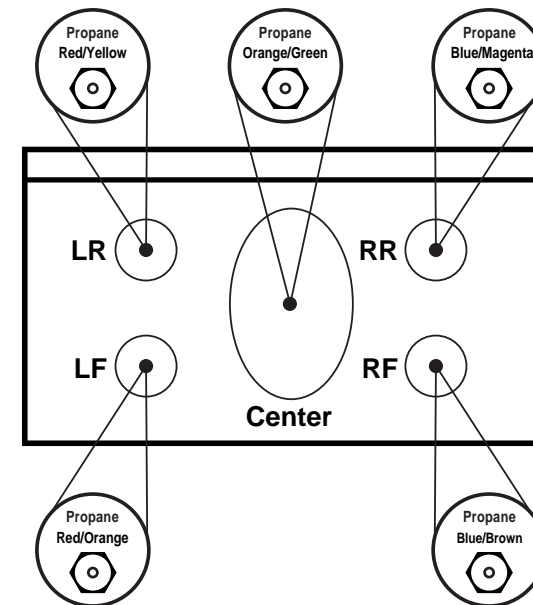 Propane
Red/Yellow
Propane
Orange/Green
Propane
Blue/Magenta
LR
RR
LF
RF
Center
Propane
Red/Orange
Propane
Blue/Brown